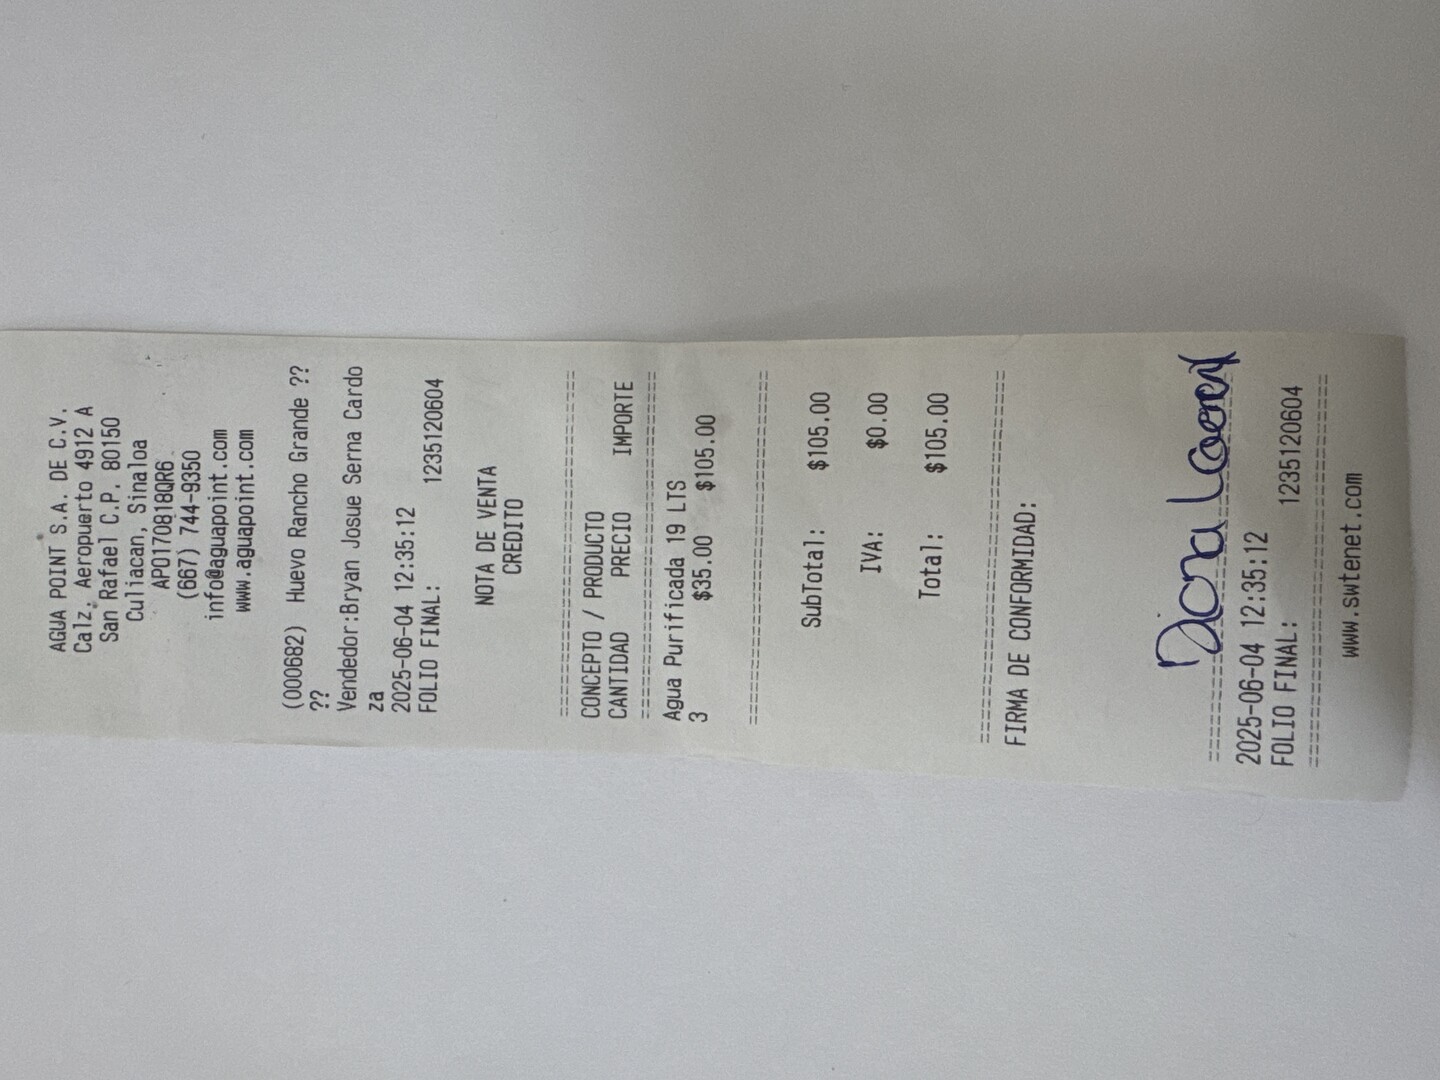 AGUA POINT S.A. DE C.V.
Calz. Aeropuerto 4912 A
San Rafael C.P. 80150
Culiacan, Sinaloa
APO170818QR6
(667) 744-9350
info@aguapoint.com
www.aguapoint.com
(000682) Huevo Rancho Grande ??
??
Vendedor:Bryan Josue Serna Cardo
za
2025-06-04 12:35:12
FOLIO FINAL: 1235120604
NOTA DE VENTA
CREDITO
================================
CONCEPTO / PRODUCTO
CANTIDAD PRECIO IMPORTE
================================
Agua Purificada 19 LTS
3 $35.00 $105.00
================================
SubTotal: $105.00
IVA: $0.00
Total: $105.00
================================
FIRMA DE CONFORMIDAD:
================================
2025-06-04 12:35:12
FOLIO FINAL: 1235120604
================================
www.swtenet.com